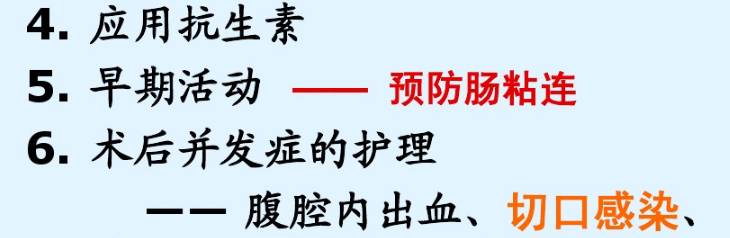 4. 应用抗生素
5. 早期活动 —— 预防肠粘连
6. 术后并发症的护理
—— 腹腔内出血、切口感染、